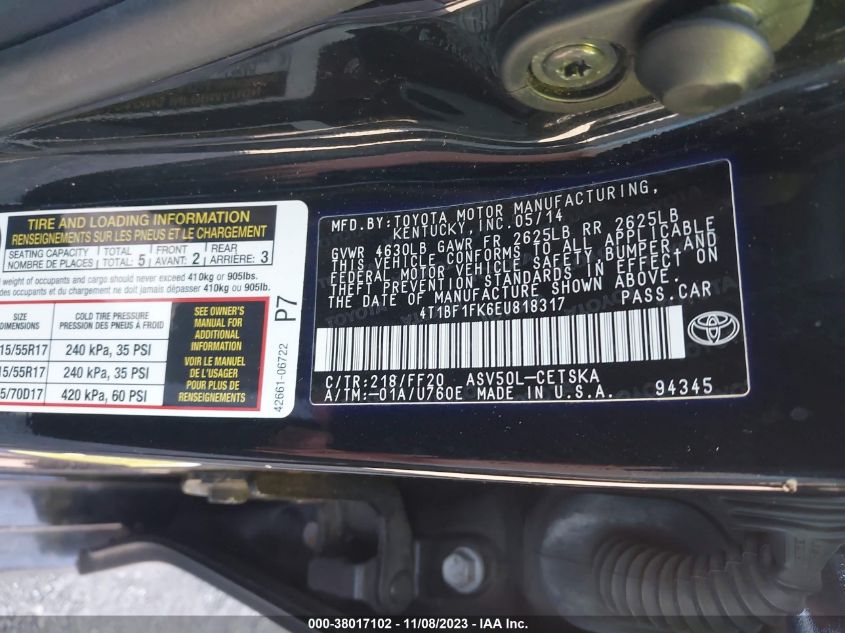 TIRE AND LOADING INFORMATION
RENSEIGNEMENTS SUR LES PNEUS ET LE CHARGEMENT
SEATING CAPACITY TOTAL FRONT REAR
NOMBRE DE PLACES TOTAL: 5 AVANT: 2 ARRIÈRE: 3
weight of occupants and cargo should never exceed 410kg or 905lbs.
des occupants et du chargement ne doit jamais dépasser 410kg ou 905lb.
COLD TIRE PRESSURE
PRESSION DES PNEUS À FROID
15/55R17 240 kPa, 35 PSI
15/55R17 240 kPa, 35 PSI
5/70D17 420 kPa, 60 PSI
SEE OWNER'S
MANUAL FOR
ADDITIONAL
INFORMATION
VOIR LE MANUEL
DE L'USAGER
POUR PLUS DE
RENSEIGNEMENTS
P7
42661-06722
MFD.BY:TOYOTA MOTOR MANUFACTURING,
KENTUCKY,INC.05/14
GVWR 4630LB GAWR FR 2625LB RR 2625LB
THIS VEHICLE CONFORMS TO ALL APPLICABLE
FEDERAL MOTOR VEHICLE SAFETY,BUMPER,AND
THEFT PREVENTION STANDARDS IN EFFECT ON
THE DATE OF MANUFACTURE SHOWN ABOVE.
4T1BF1FK6EU818317 PASS.CAR
C/TR:218/FF20 ASV50L-CETSKA
A/TM:-01A/U760E MADE IN U.S.A. 94345
TOYOTA
000-38017102 - 11/08/2023 - IAA Inc.